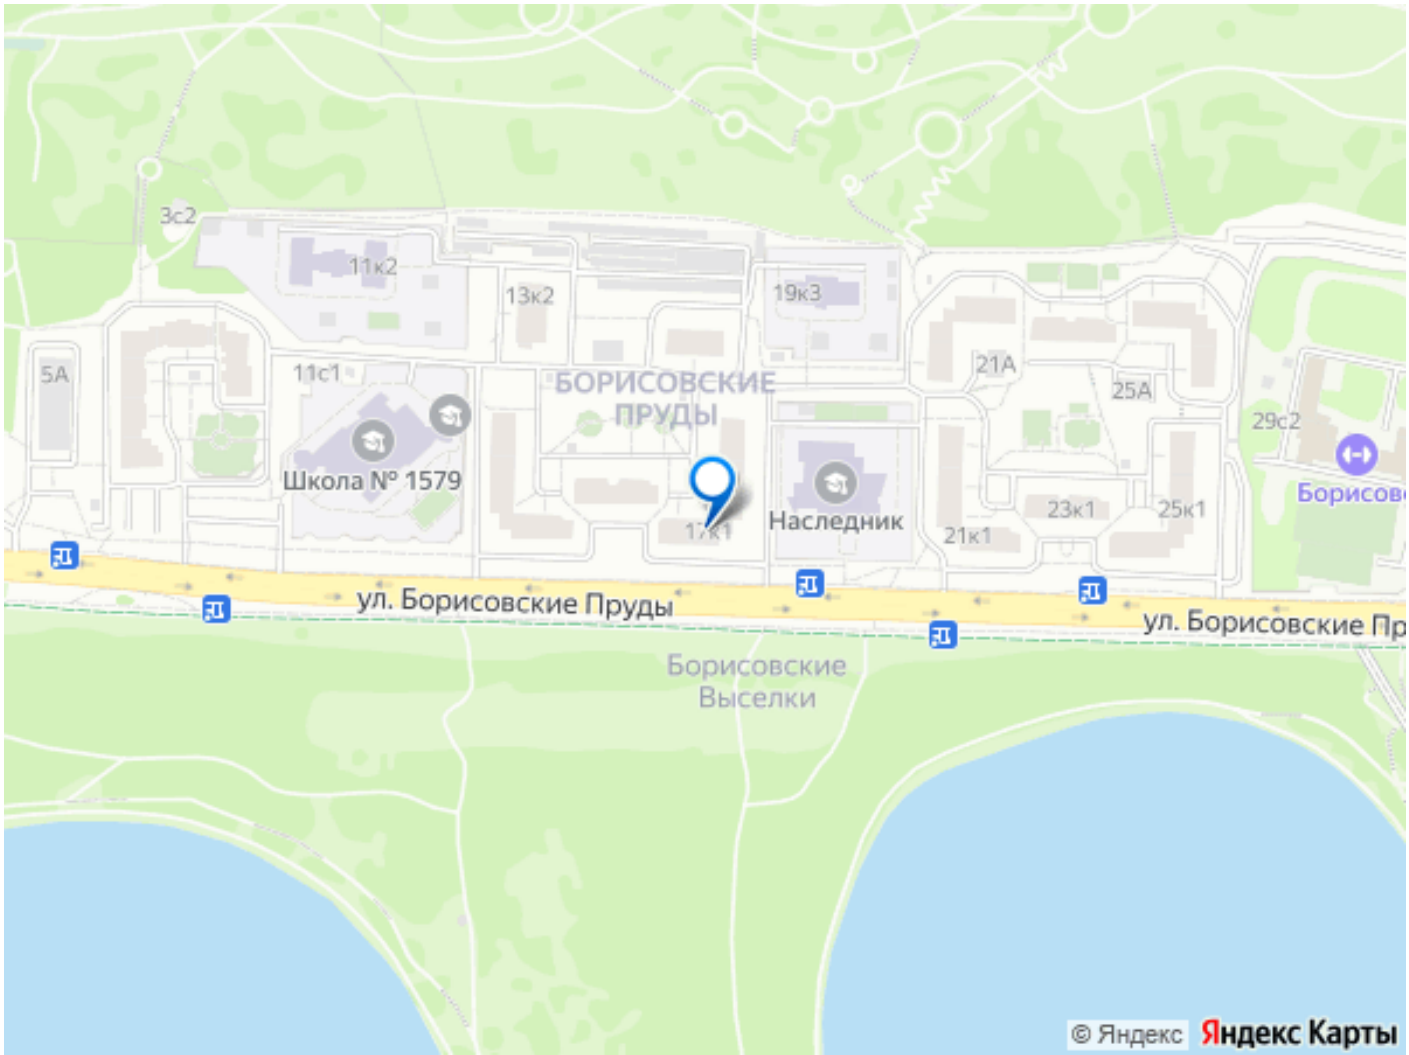 3с2
11к2
13к2
19к3
5А
11с1
БОРИСОВСКИЕ
ПРУДЫ
21А
25А
29с2
Школа № 1579
Наследник
17к1
21к1
23к1
25к1
Борисов
ул. Борисовские Пруды
ул. Борисовские Пр
Борисовские
Выселки
© Яндекс Яндекс Карты